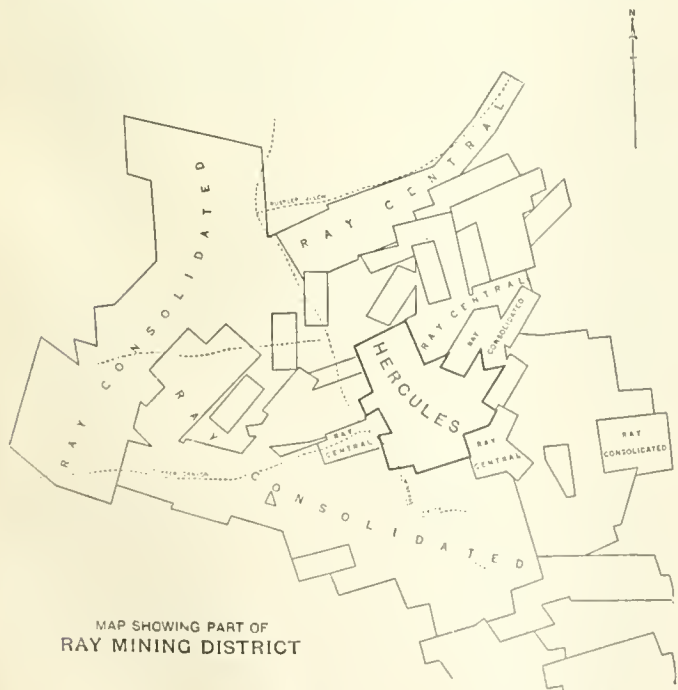 N
RAY CENTRAL
RAY CONSOLIDATED
RAY CENTRAL
RAY CONSOLIDATED
HERCULES
RAY CONSOLIDATED
RAY CENTRAL
RAY CENTRAL
RAY CONSOLIDATED
MAP SHOWING PART OF
RAY MINING DISTRICT